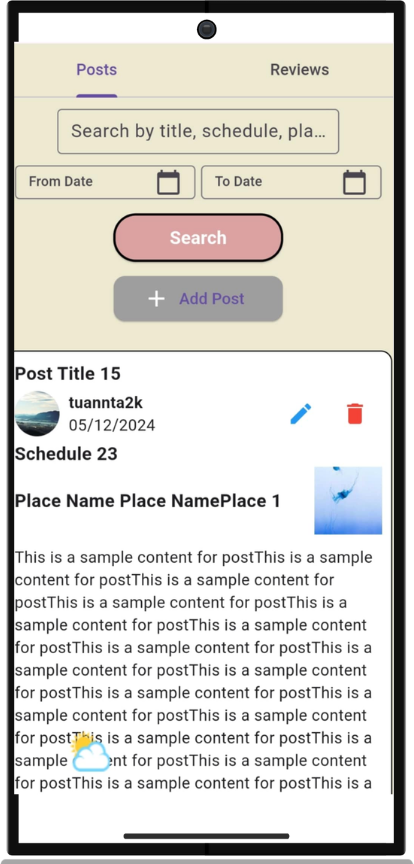 Posts Reviews
Search by title, schedule, pla...
From Date To Date
Search
+ Add Post
Post Title 15
tuannta2k
05/12/2024
Schedule 23
Place Name Place NamePlace 1
This is a sample content for postThis is a sample
content for postThis is a sample content for
postThis is a sample content for postThis is a
sample content for postThis is a sample content
for postThis is a sample content for postThis is a
sample content for postThis is a sample content
for postThis is a sample content for postThis is a
sample content for postThis is a sample content
for postThis is a sample content for postThis is a
sample ent for postThis is a sample content
for postThis is a sample content for postThis is a